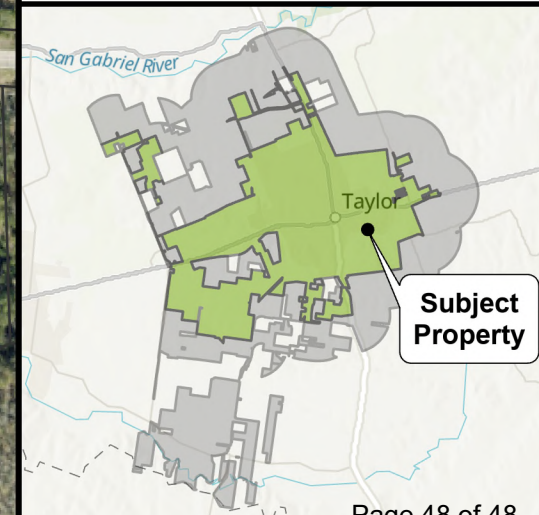 San Gabriel River
Taylor
Subject
Property
Page 48 of 48